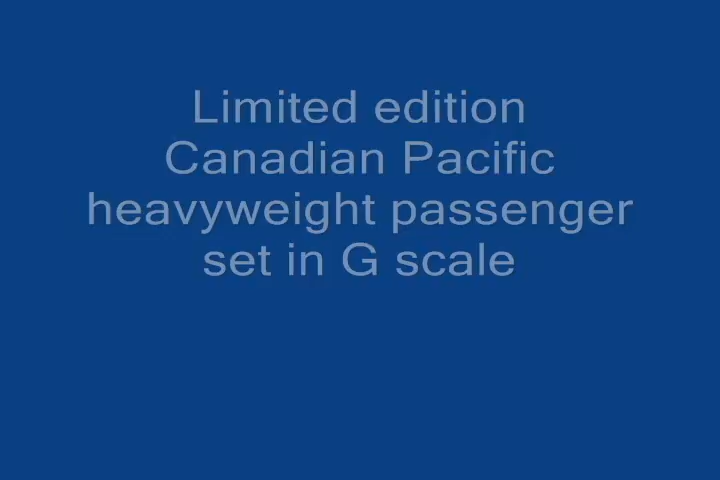 Limited edition
Canadian Pacific
heavyweight passenger
set in G scale